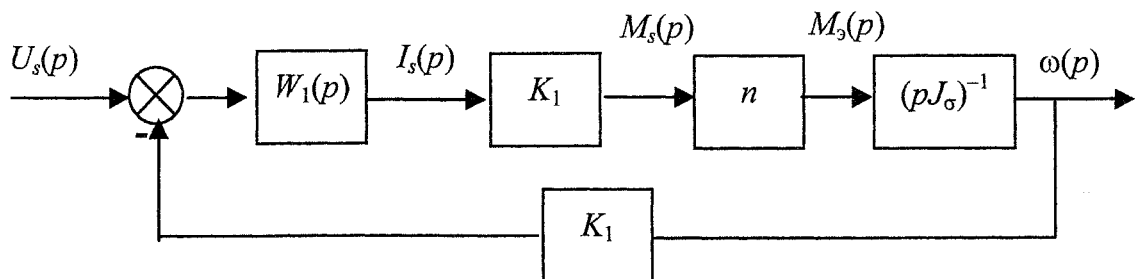 U_s(p)
W_1(p)
I_s(p)
K_1
M_s(p)
n
M_э(p)
(pJ_σ)^{-1}
ω(p)
-
K_1